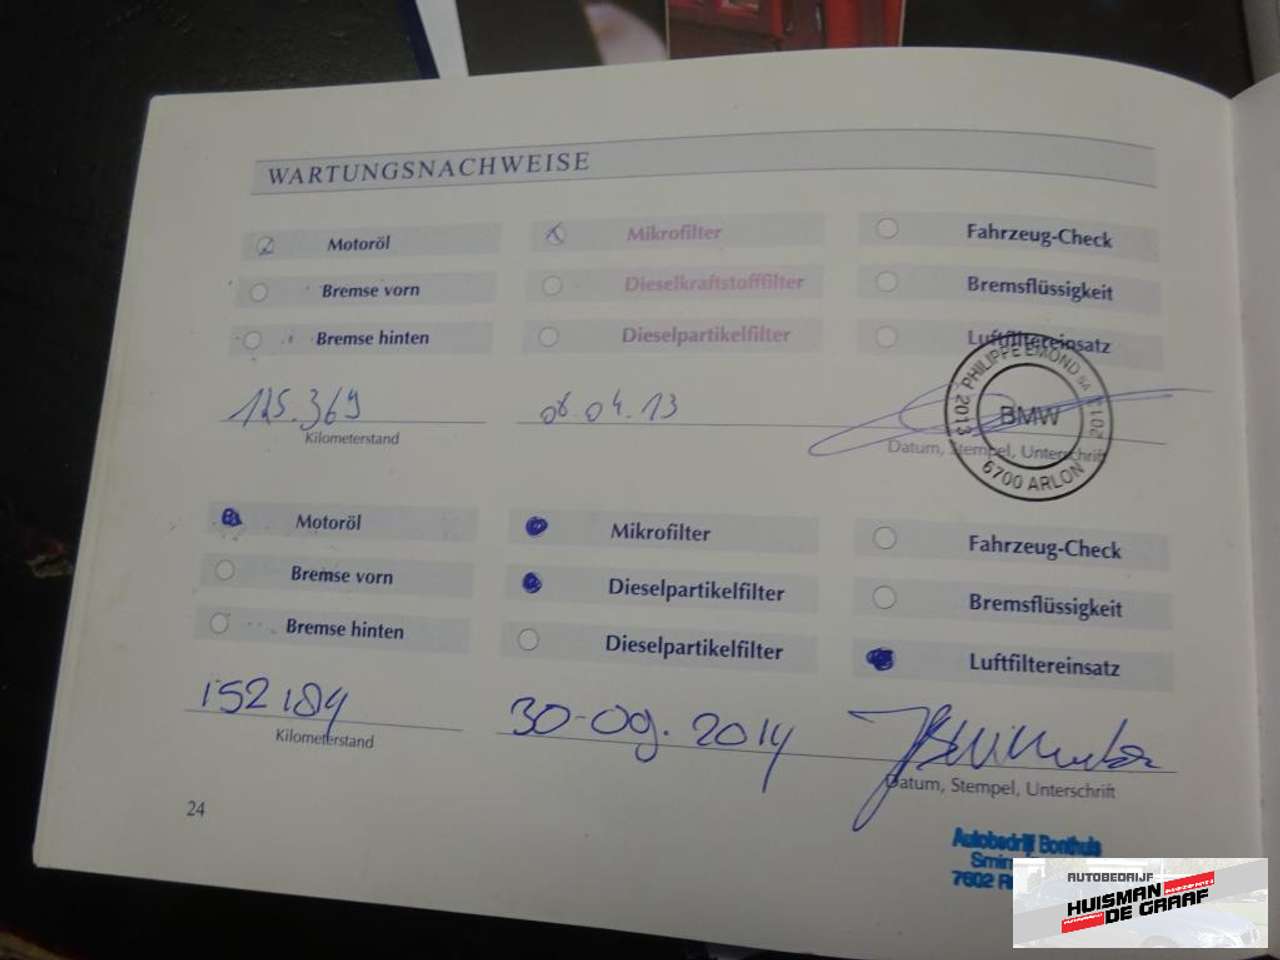 WARTUNGSNACHWEISE
Motoröl Mikrofilter Fahrzeug-Check
Bremse vorn Dieselkraftstofffilter Bremsflüssigkeit
Bremse hinten Dieselpartikelfilter Luftfiltereinsatz
125.369 06.04.13
Kilometerstand Datum, Stempel, Unterschrift
PHILIPPE EMOND SA
2013 BMW 2013
6700 ARLON
Motoröl Mikrofilter Fahrzeug-Check
Bremse vorn Dieselpartikelfilter Bremsflüssigkeit
Bremse hinten Dieselpartikelfilter Luftfiltereinsatz
152184 30-09.2014
Kilometerstand Datum, Stempel, Unterschrift
24
Autobedrijf Bonthuis
7602
AUTOBEDRIJF
HUISMAN
DE GRAAF